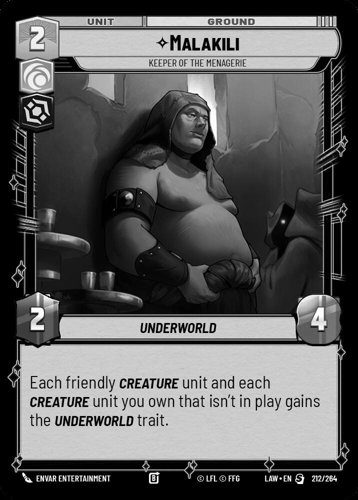 UNIT
GROUND
2
✧MALAKILI
KEEPER OF THE MENAGERIE
2
UNDERWORLD
4
Each friendly CREATURE unit and each
CREATURE unit you own that isn't in play gains
the UNDERWORLD trait.
ENVAR ENTERTAINMENT
© LFL © FFG
LAW • EN
S
212/264